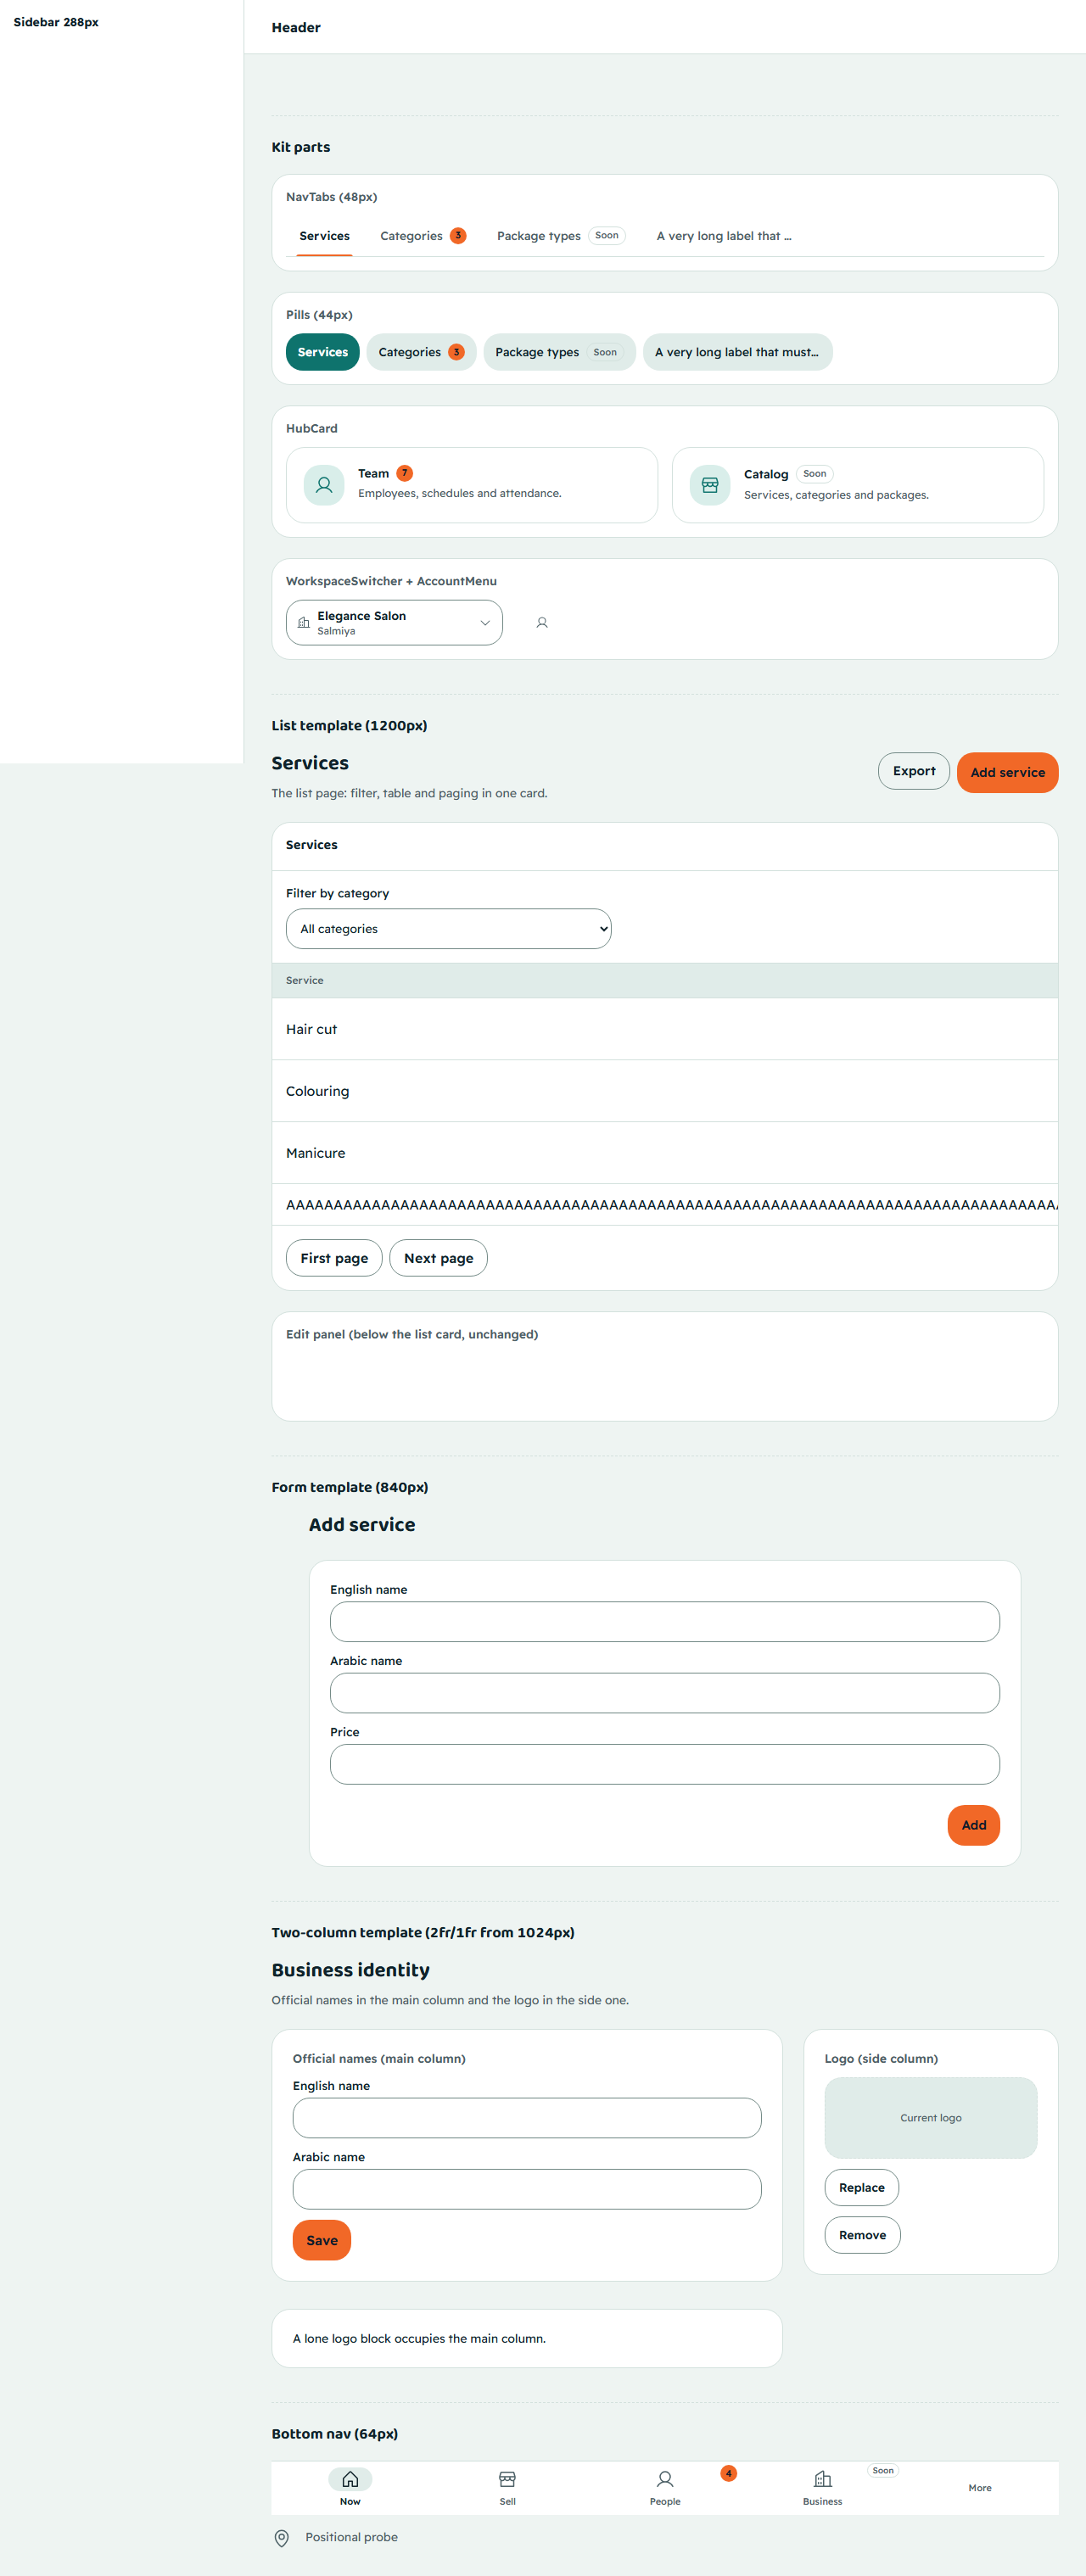 Sidebar 288px
Header
Kit parts
NavTabs (48px)
Services Categories 3 Package types Soon A very long label that ...
Pills (44px)
Services Categories 3 Package types Soon A very long label that must...
HubCard
Team 7
Employees, schedules and attendance.
Catalog Soon
Services, categories and packages.
WorkspaceSwitcher + AccountMenu
Elegance Salon
Salmiya
List template (1200px)
Services
Export Add service
The list page: filter, table and paging in one card.
Services
Filter by category
All categories
Service
Hair cut
Colouring
Manicure
First page Next page
Edit panel (below the list card, unchanged)
Form template (840px)
Add service
English name
Arabic name
Price
Add
Two-column template (2fr/1fr from 1024px)
Business identity
Official names in the main column and the logo in the side one.
Official names (main column)
English name
Arabic name
Save
Logo (side column)
Current logo
Replace
Remove
A lone logo block occupies the main column.
Bottom nav (64px)
Now Sell People 4 Business Soon More
Positional probe